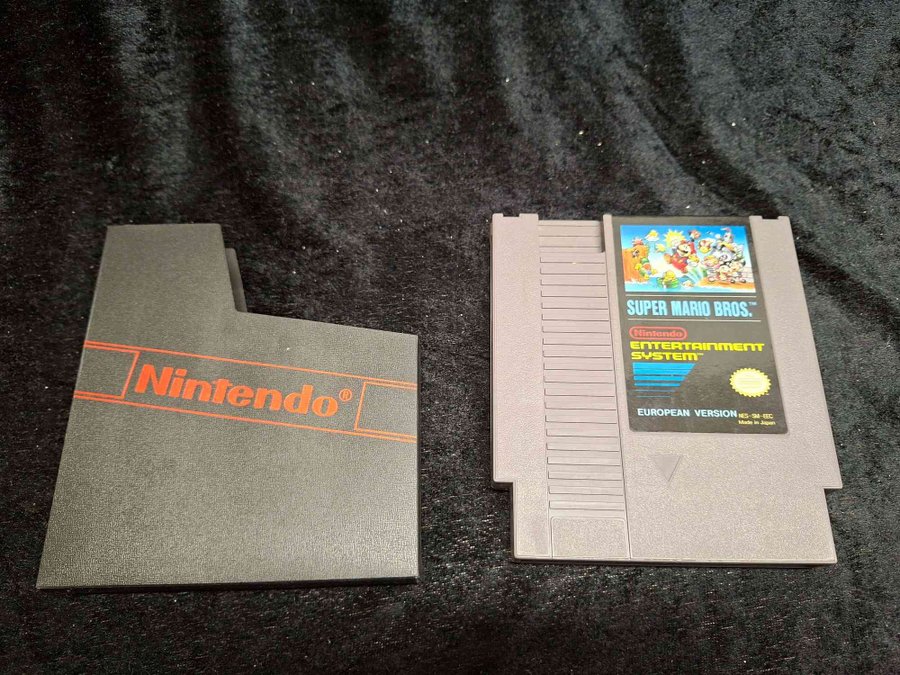 Nintendo®
SUPER MARIO BROS.™
Nintendo
ENTERTAINMENT
SYSTEM™
EUROPEAN VERSION NES-SM-EEC
Made in Japan